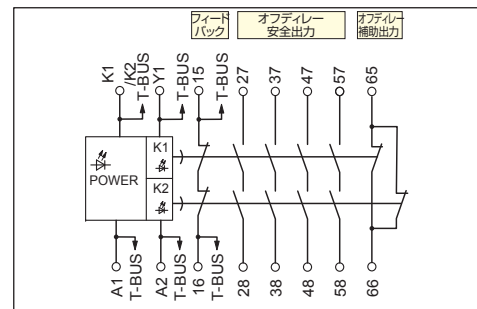 フィード
バック
オフディレー
安全出力
オフディレー
補助出力
K1
/K2
T-BUS
Y1
T-BUS
15
T-BUS
27
37
47
57
65
POWER
K1
K2
A1
T-BUS
A2
T-BUS
16
T-BUS
28
38
48
58
66